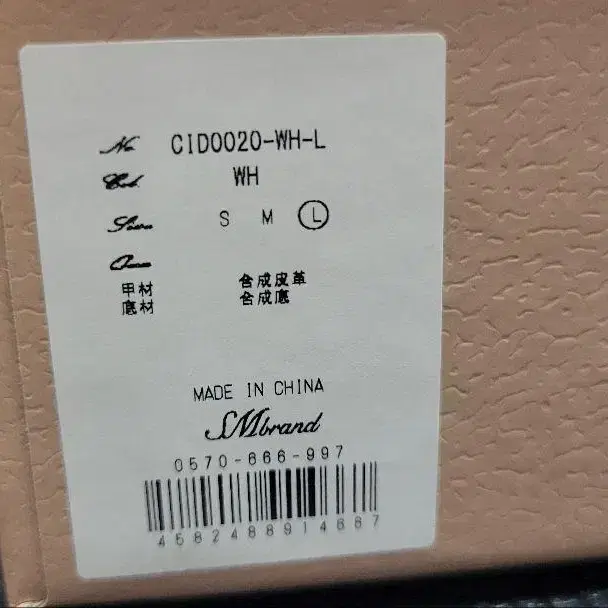 No. CID0020-WH-L
Col. WH
Size S M L
甲材 合成皮革
底材 合成底
MADE IN CHINA
SMbrand
0570-666-997
4582488914687